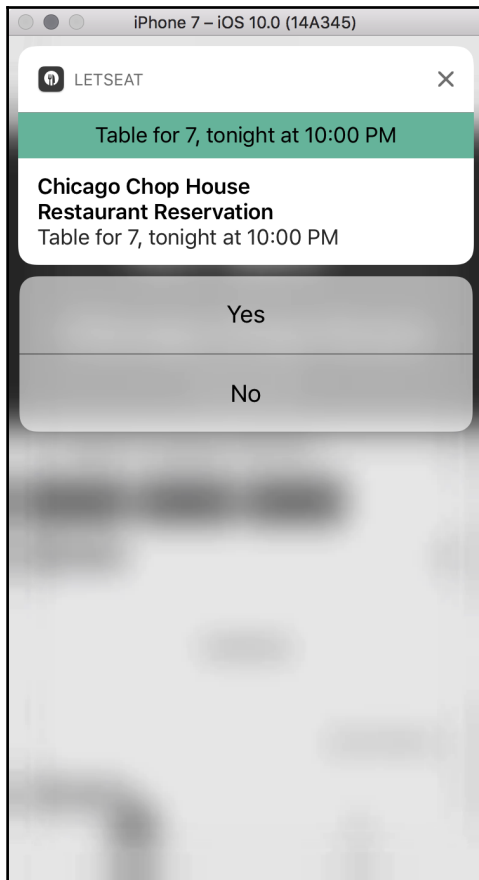 iPhone 7 – iOS 10.0 (14A345)
LETSEAT
Table for 7, tonight at 10:00 PM
Chicago Chop House
Restaurant Reservation
Table for 7, tonight at 10:00 PM
Yes
No